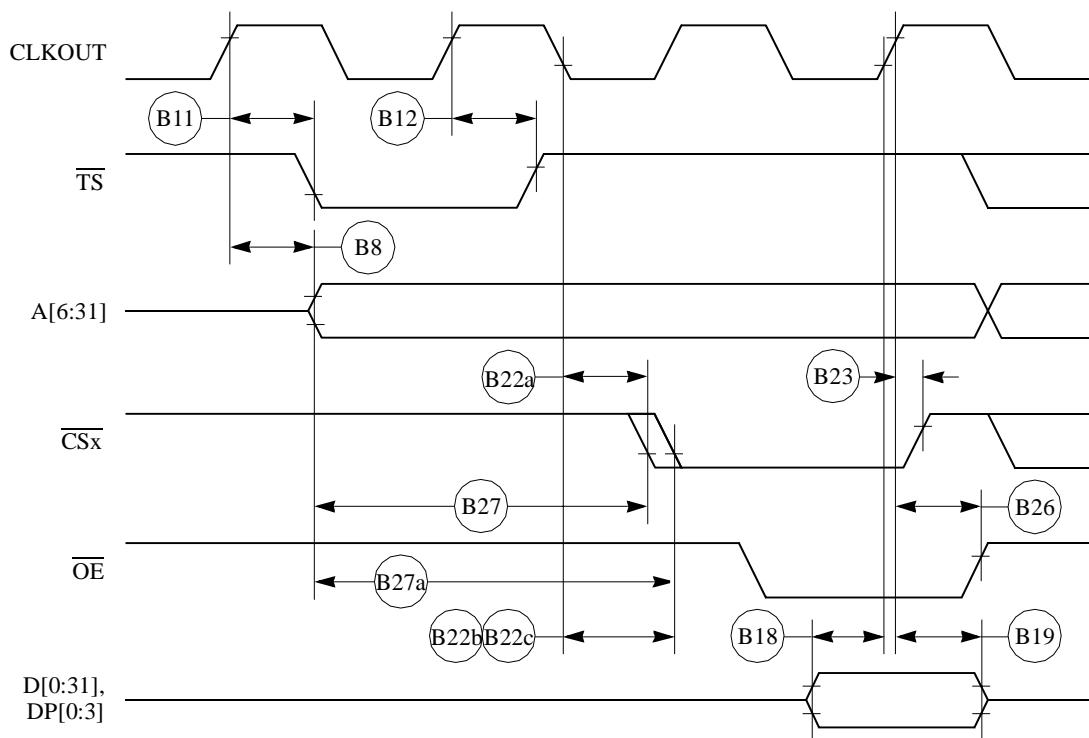 CLKOUT
B11
B12
TS
B8
A[6:31]
B22a
B23
CSx
B27
B26
OE
B27a
B22b B22c
B18
B19
D[0:31],
DP[0:3]